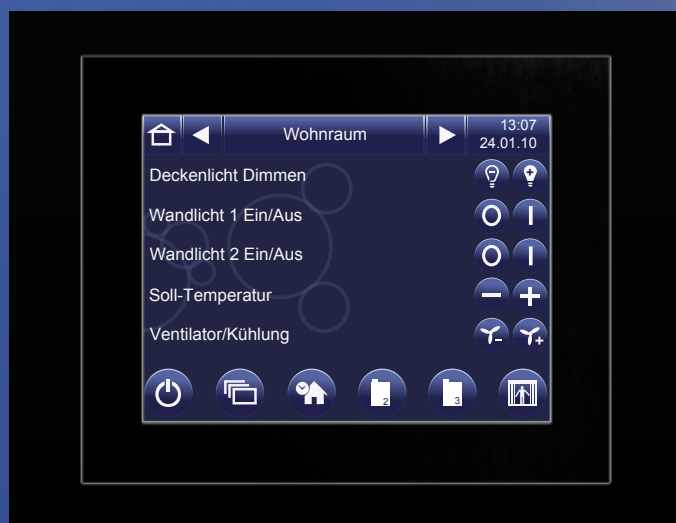 Wohnraum
13:07
24.01.10
Deckenlicht Dimmen
Wandlicht 1 Ein/Aus
Wandlicht 2 Ein/Aus
Soll-Temperatur
Ventilator/Kühlung
2
3